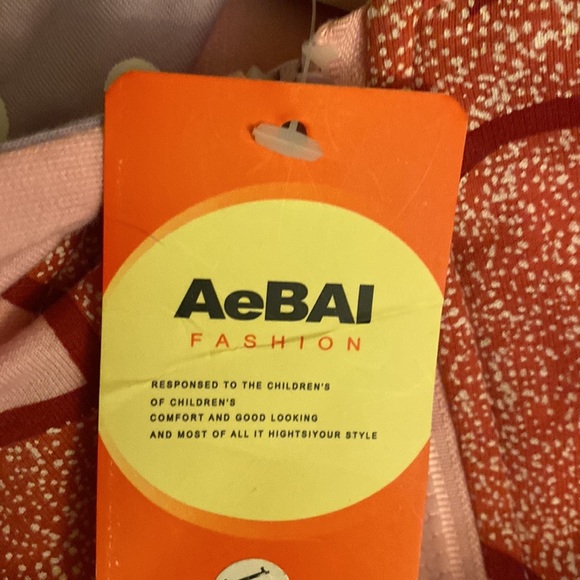 AeBAI
FASHION
RESPONSED TO THE CHILDREN'S
OF CHILDREN'S
COMFORT AND GOOD LOOKING
AND MOST OF ALL IT HIGHTSIYOUR STYLE